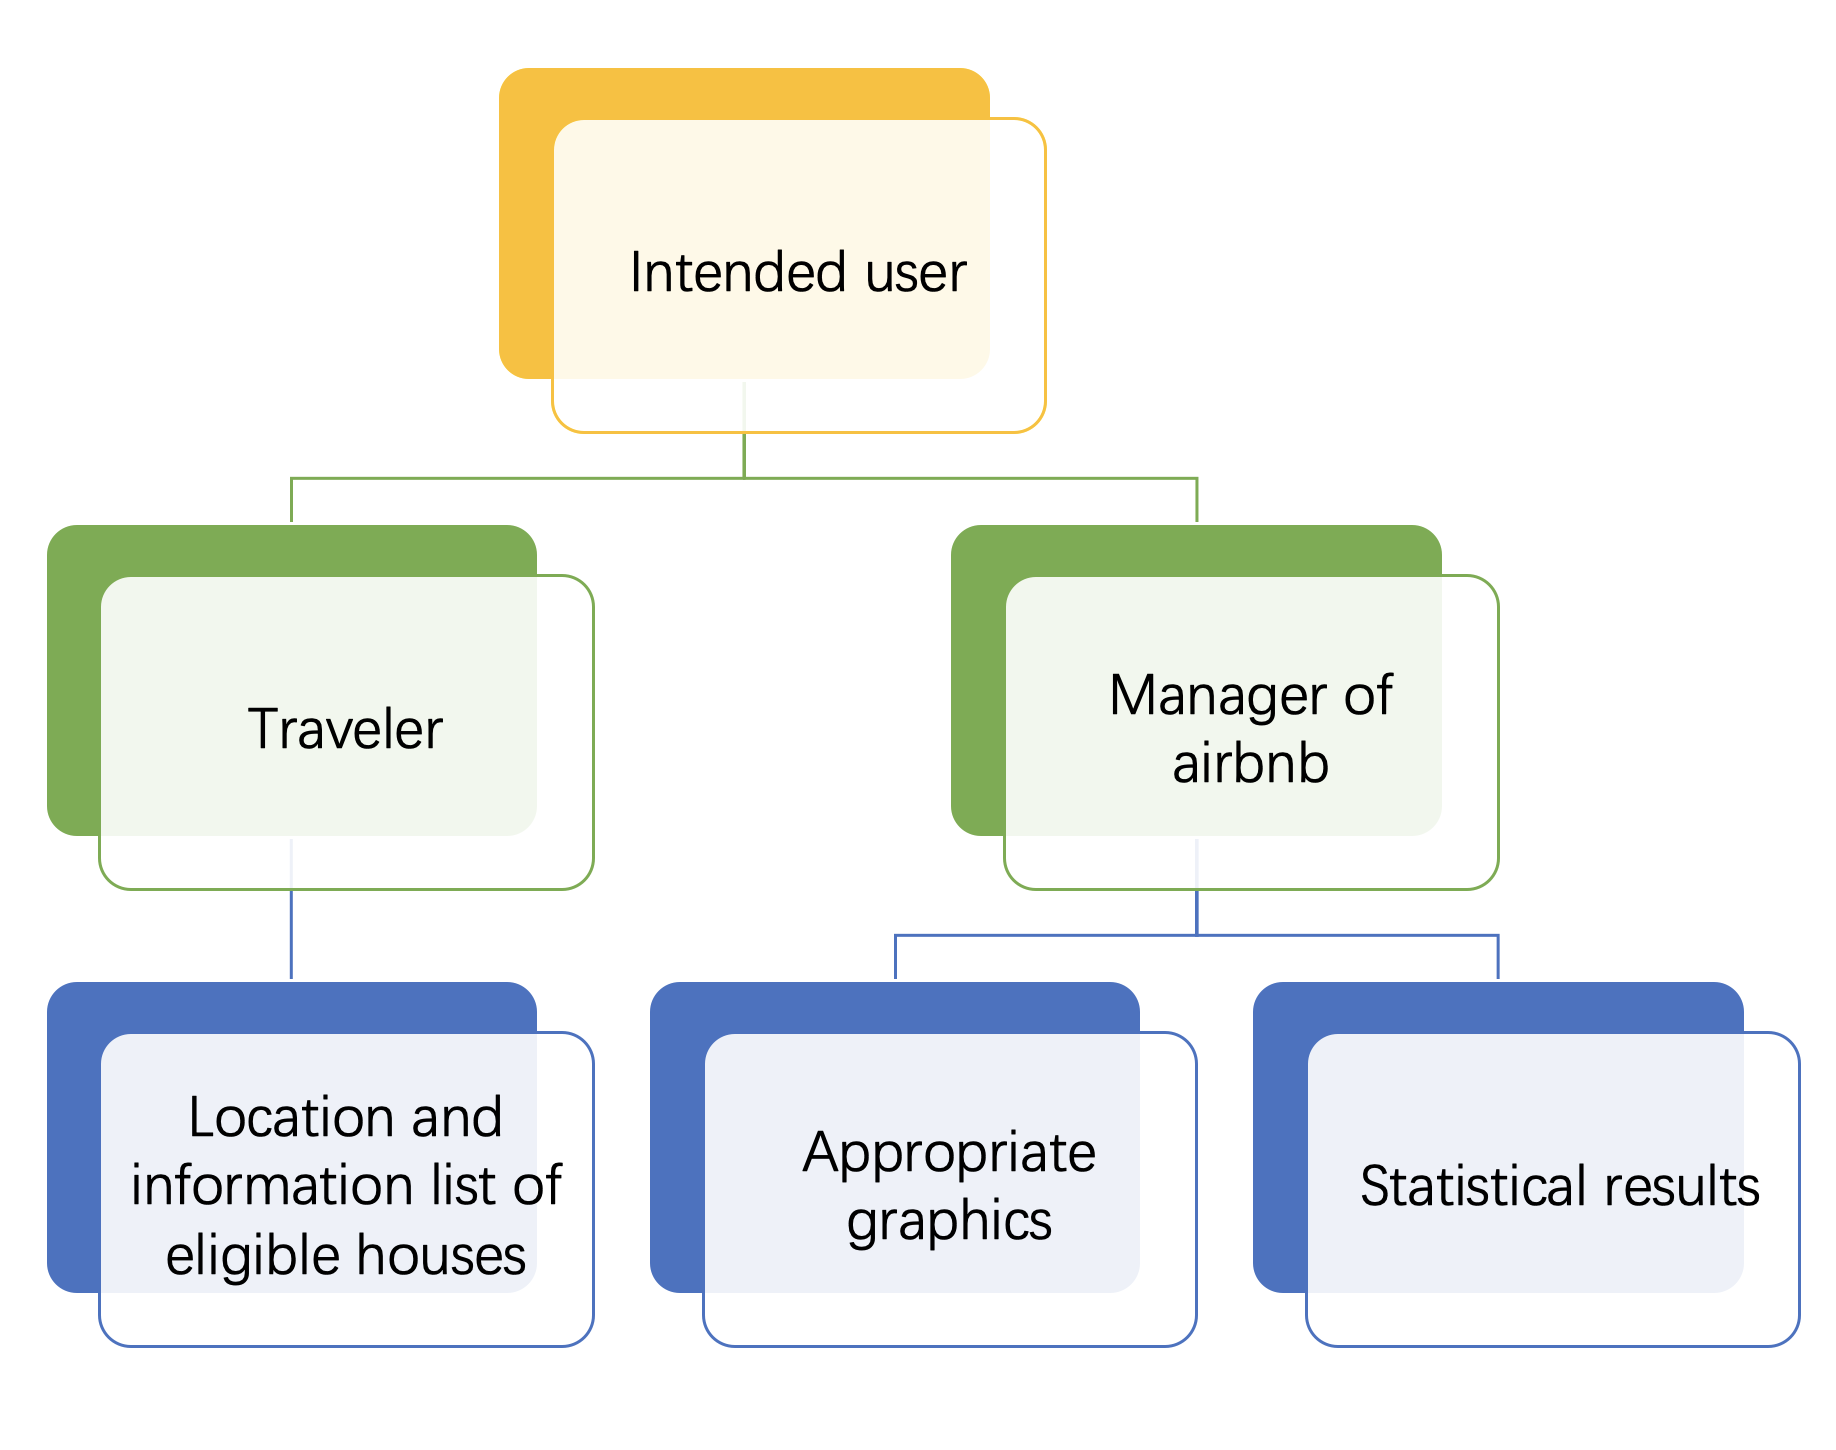 Intended user
Traveler
Manager of
airbnb
Location and
information list of
eligible houses
Appropriate
graphics
Statistical results